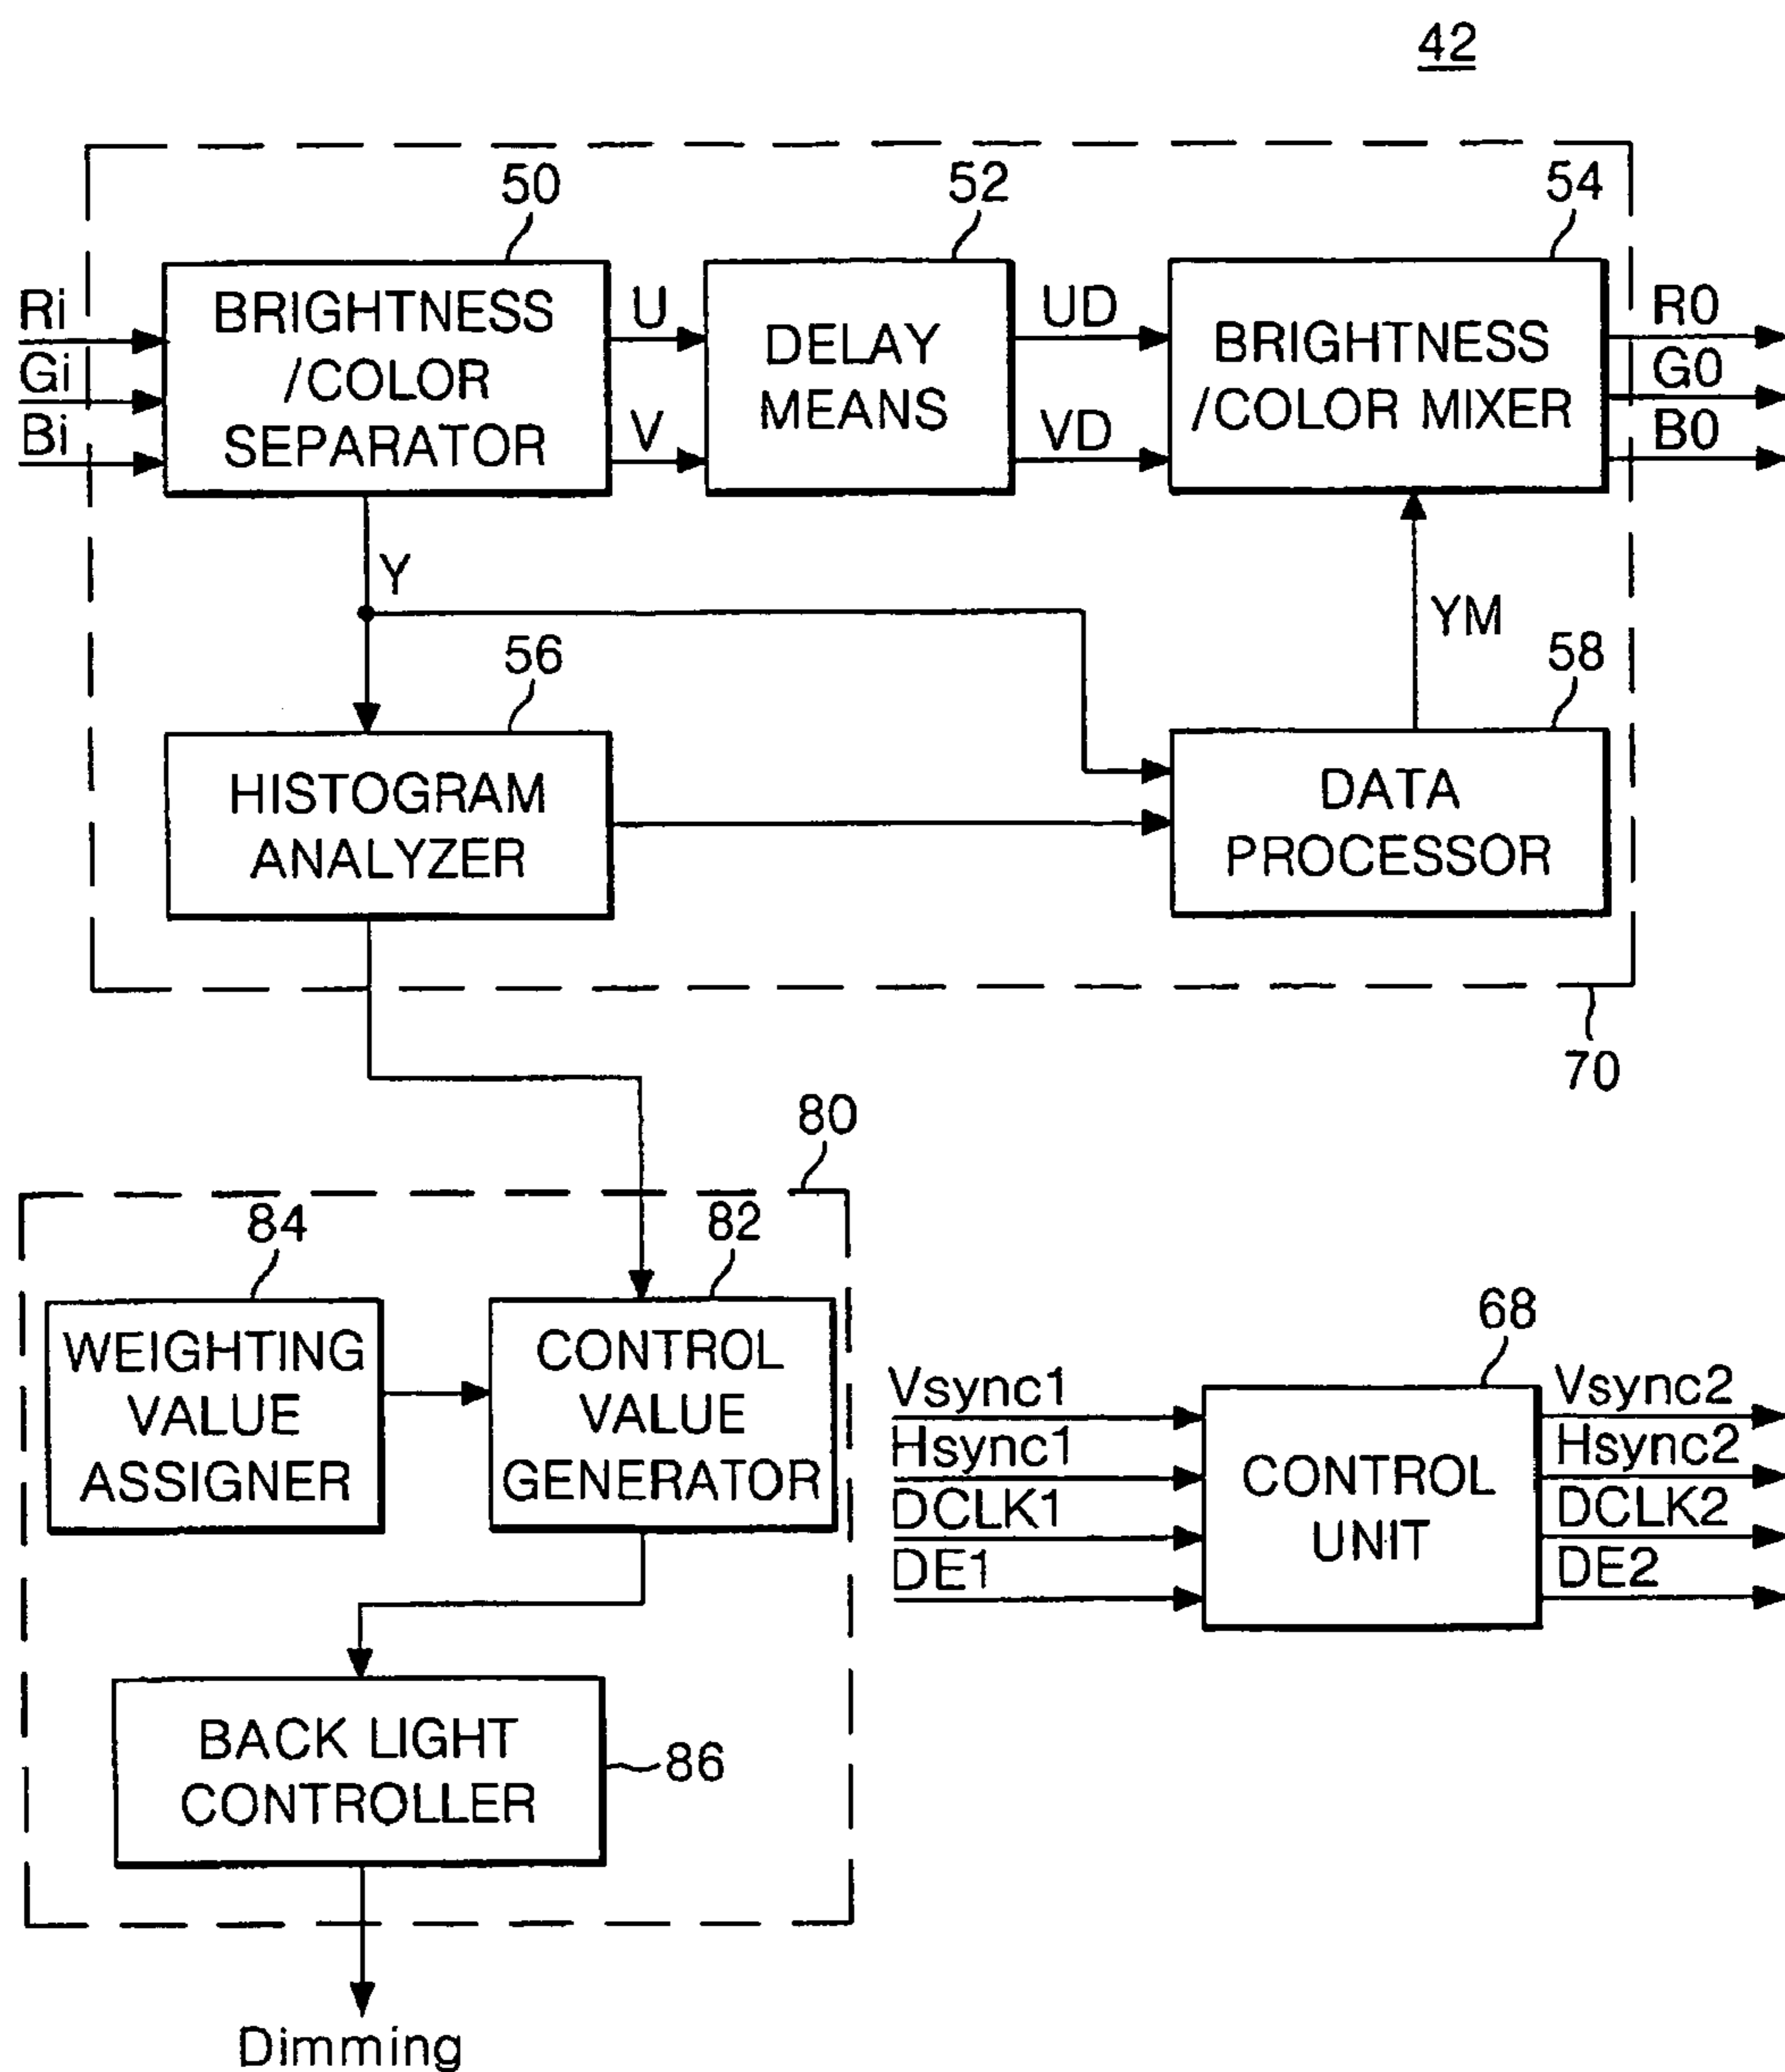 42
50
52
54
Ri
Gi
Bi
BRIGHTNESS
/COLOR
SEPARATOR
U
V
DELAY
MEANS
UD
VD
BRIGHTNESS
/COLOR MIXER
R0
G0
B0
Y
YM
56
58
HISTOGRAM
ANALYZER
DATA
PROCESSOR
70
80
84
82
WEIGHTING
VALUE
ASSIGNER
CONTROL
VALUE
GENERATOR
68
Vsync1
Hsync1
DCLK1
DE1
CONTROL
UNIT
Vsync2
Hsync2
DCLK2
DE2
BACK LIGHT
CONTROLLER
86
Dimming